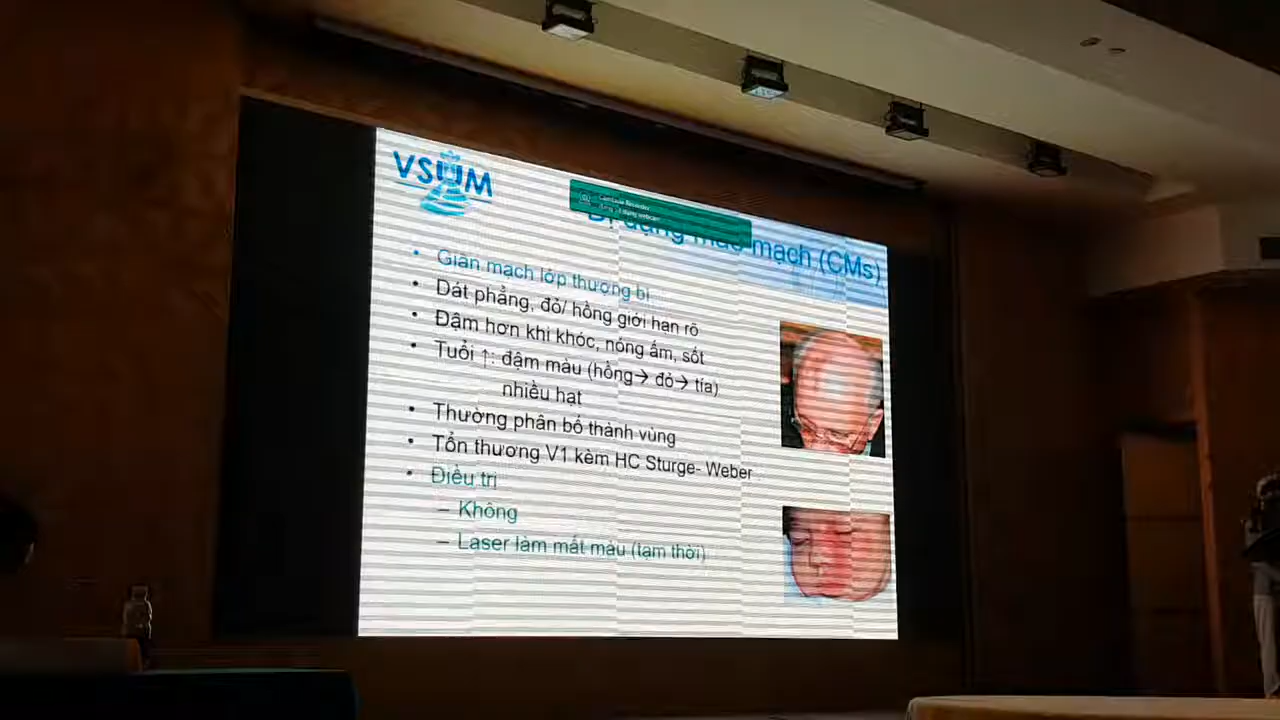 VSUM
Camtasia Recorder
Dị dạng mao mạch (CMs)
• Giãn mạch lớp thượng bì
• Dát phẳng, đỏ/ hồng giới hạn rõ
• Đậm hơn khi khóc, nóng ấm, sốt
• Tuổi ↑: đậm màu (hồng→ đỏ→ tía)
nhiều hạt
• Thường phân bố thành vùng
• Tổn thương V1 kèm HC Sturge- Weber
• Điều trị
– Không
– Laser làm mất màu (tạm thời)